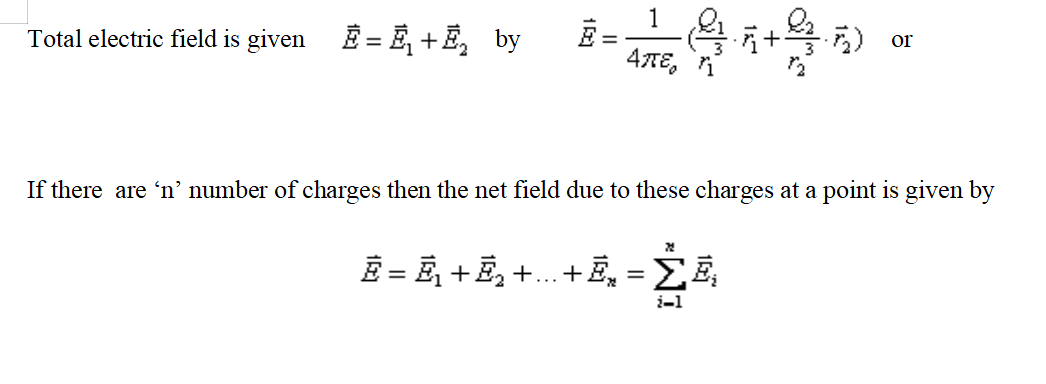 Total electric field is given $\vec{E} = \vec{E}_1 + \vec{E}_2$ by $\vec{E} = \frac{1}{4\pi\varepsilon_o}(\frac{Q_1}{r_1^3} \cdot \vec{r}_1 + \frac{Q_2}{r_2^3} \cdot \vec{r}_2)$ or
If there are ‘n’ number of charges then the net field due to these charges at a point is given by
$\vec{E} = \vec{E}_1 + \vec{E}_2 + \ldots + \vec{E}_n = \sum_{i-1}^{n} \vec{E}_i$